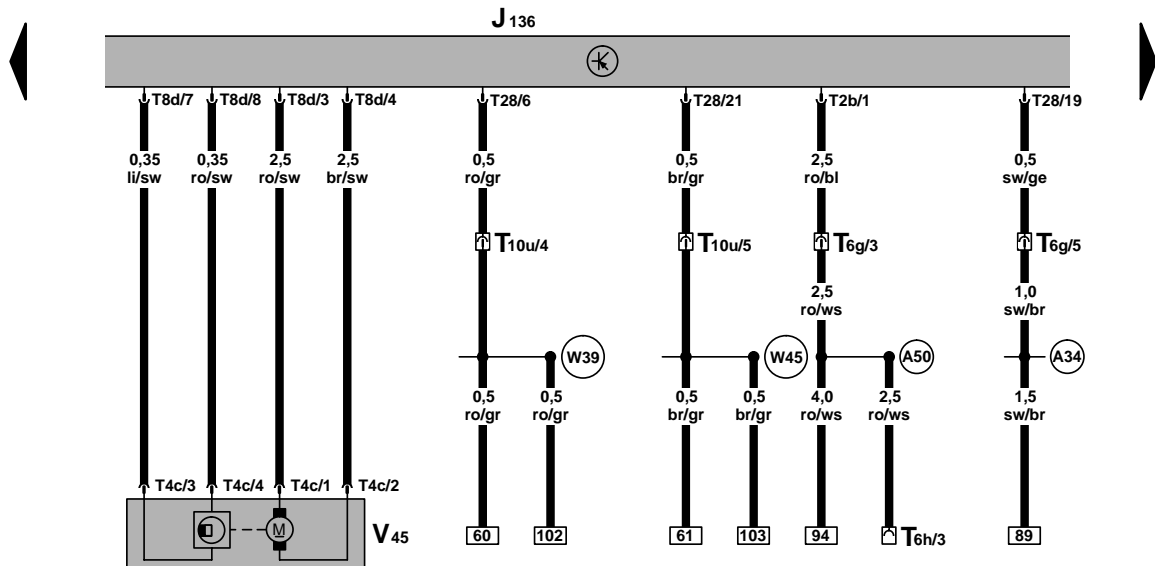 J 136
T8d/7 T8d/8 T8d/3 T8d/4 T28/6 T28/21 T2b/1 T28/19
0,35 0,35 2,5 2,5 0,5 0,5 2,5 0,5
li/sw ro/sw ro/sw br/sw ro/gr br/gr ro/bl sw/ge
T10u/4 T10u/5 T6g/3 T6g/5
2,5 1,0
ro/ws sw/br
W39 W45 A50 A34
0,5 0,5 0,5 0,5 4,0 2,5 1,5
ro/gr ro/gr br/gr br/gr ro/ws ro/ws sw/br
T4c/3 T4c/4 T4c/1 T4c/2
M V 45 60 102 61 103 94 T6h/3 89